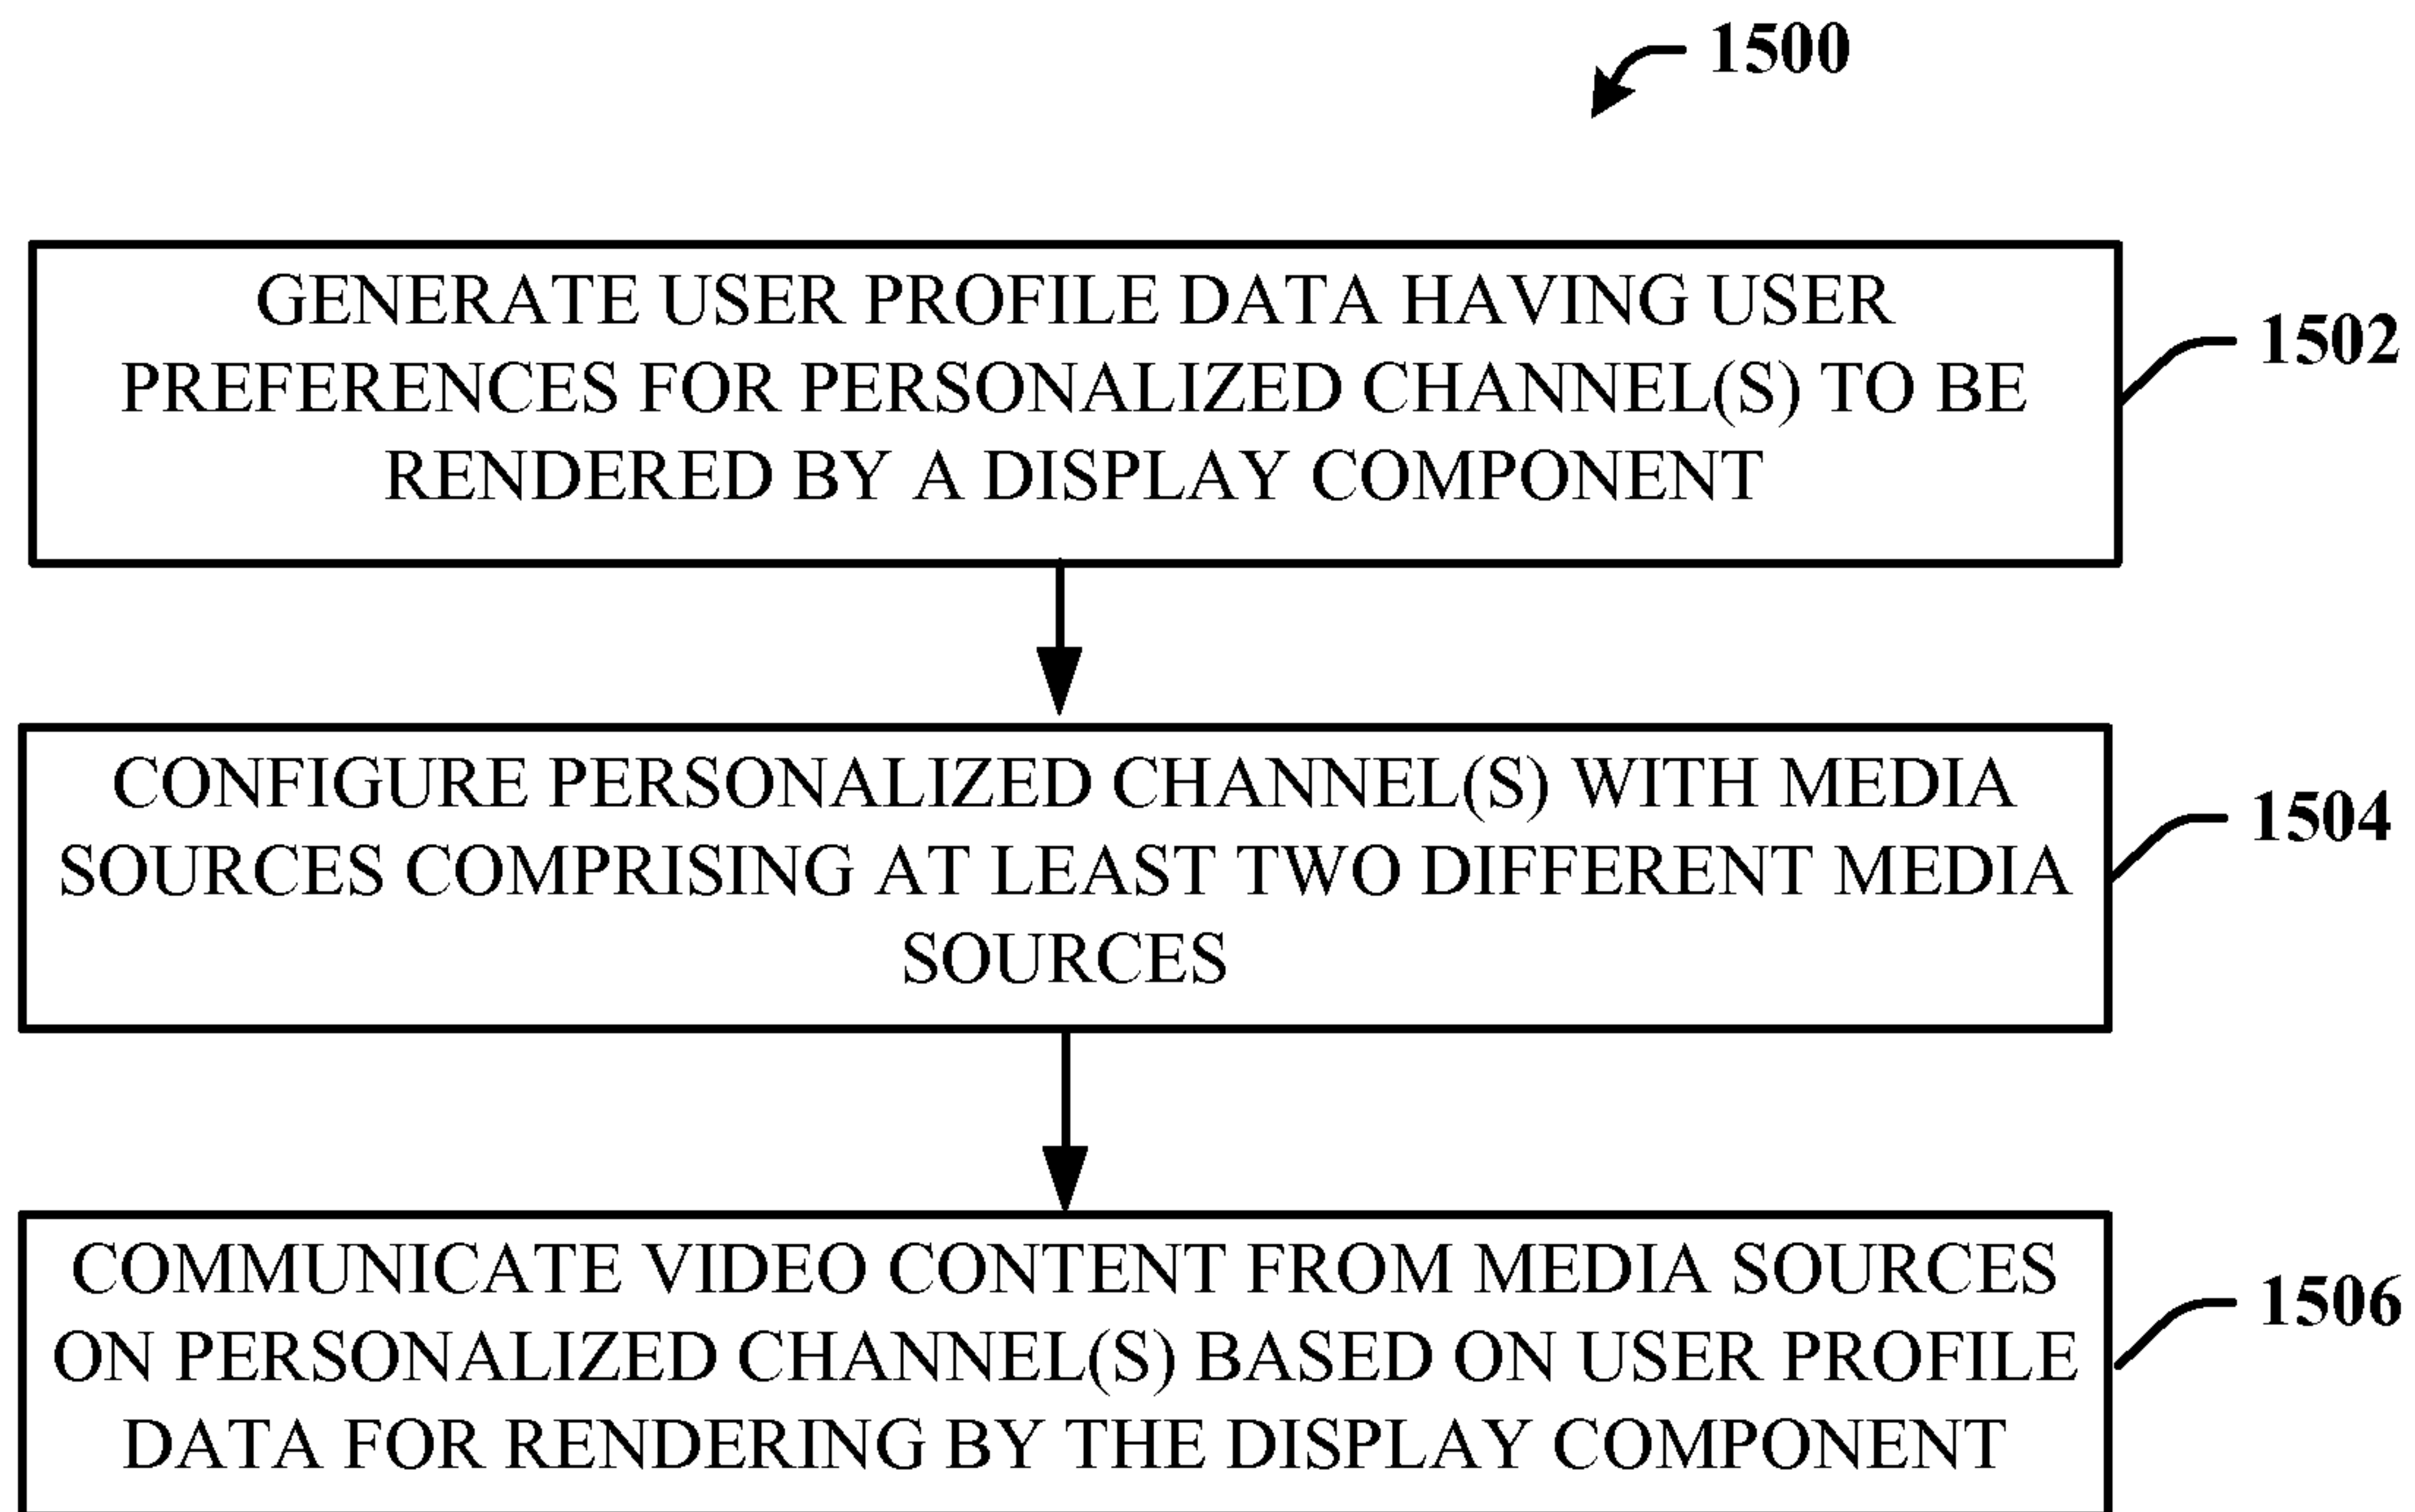 1500
GENERATE USER PROFILE DATA HAVING USER
PREFERENCES FOR PERSONALIZED CHANNEL(S) TO BE
RENDERED BY A DISPLAY COMPONENT
1502
CONFIGURE PERSONALIZED CHANNEL(S) WITH MEDIA
SOURCES COMPRISING AT LEAST TWO DIFFERENT MEDIA
SOURCES
1504
COMMUNICATE VIDEO CONTENT FROM MEDIA SOURCES
ON PERSONALIZED CHANNEL(S) BASED ON USER PROFILE
DATA FOR RENDERING BY THE DISPLAY COMPONENT
1506